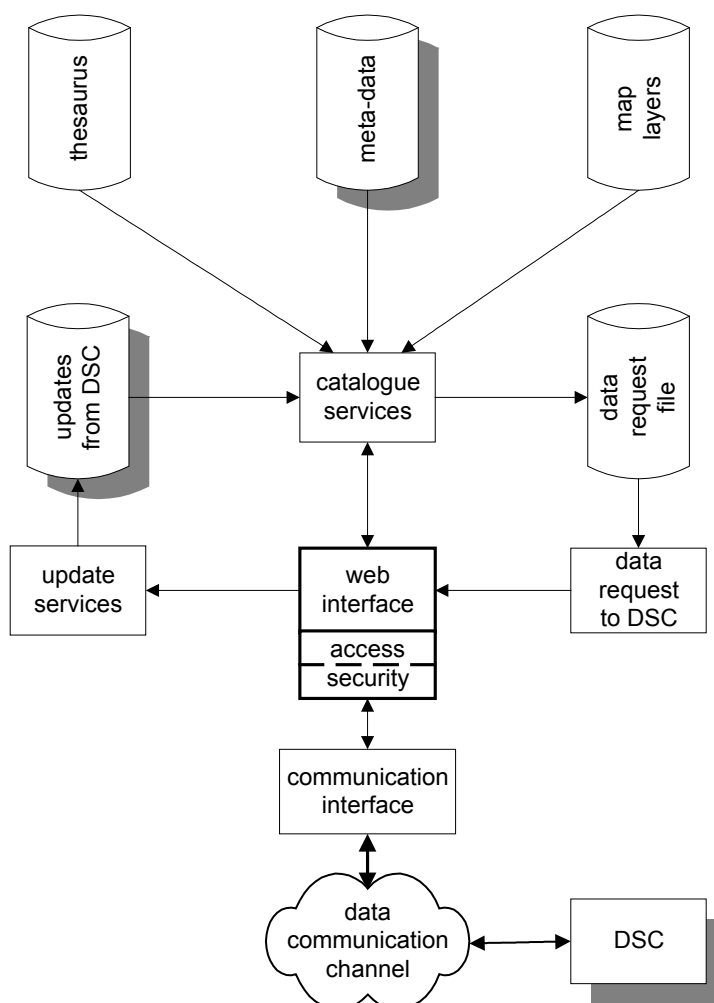 thesaurus
meta-data
map
layers
updates
from DSC
catalogue
services
data
request
file
update
services
web
interface
access
security
data
request
to DSC
communication
interface
data
communication
channel
DSC